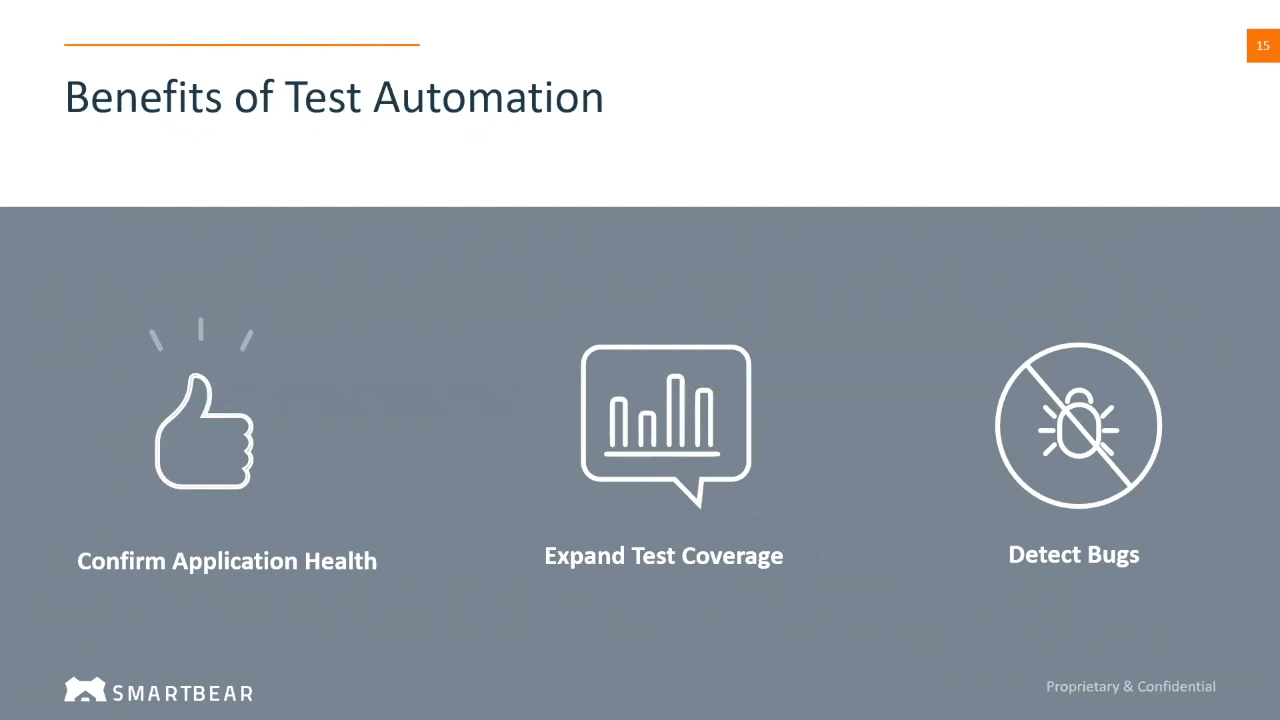 15
Benefits of Test Automation
Confirm Application Health
Expand Test Coverage
Detect Bugs
SMARTBEAR
Proprietary & Confidential